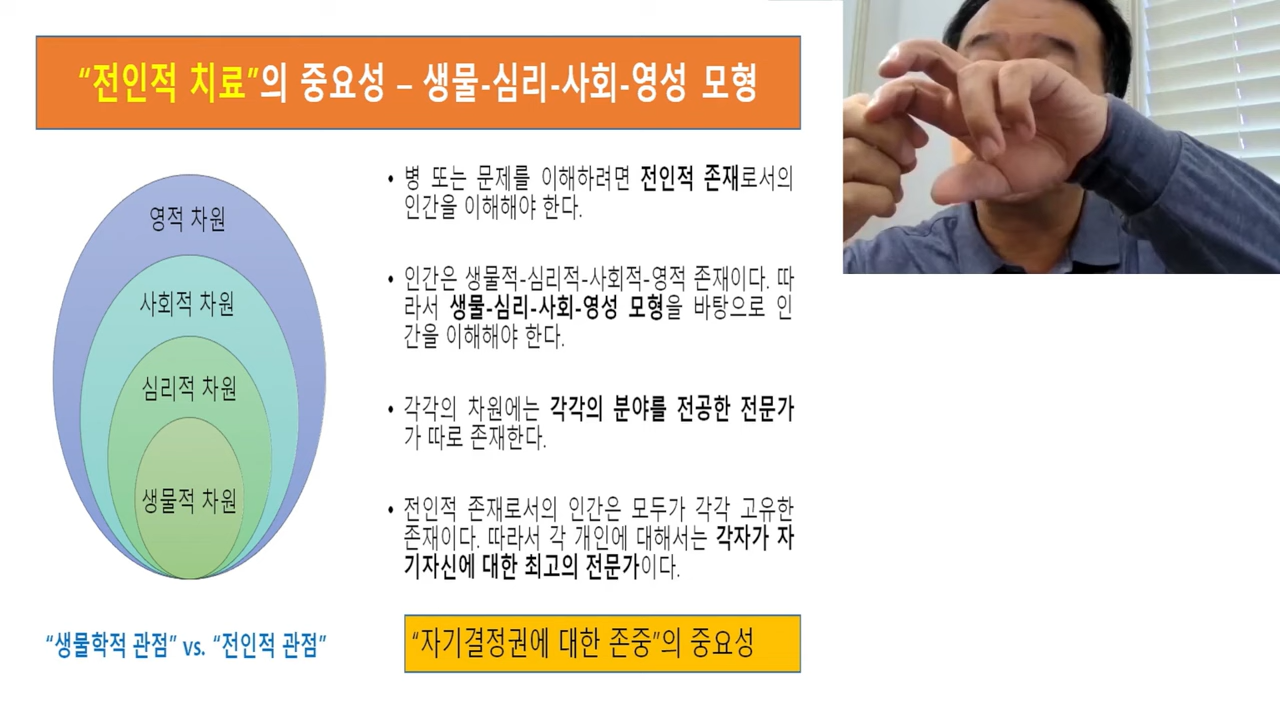 “전인적 치료”의 중요성 – 생물-심리-사회-영성 모형
영적 차원
사회적 차원
심리적 차원
생물적 차원
“생물학적 관점” vs. “전인적 관점”
• 병 또는 문제를 이해하려면 전인적 존재로서의
인간을 이해해야 한다.
• 인간은 생물적-심리적-사회적-영적 존재이다. 따
라서 생물-심리-사회-영성 모형을 바탕으로 인
간을 이해해야 한다.
• 각각의 차원에는 각각의 분야를 전공한 전문가
가 따로 존재한다.
• 전인적 존재로서의 인간은 모두가 각각 고유한
존재이다. 따라서 각 개인에 대해서는 각자가 자
기자신에 대한 최고의 전문가이다.
“자기결정권에 대한 존중”의 중요성